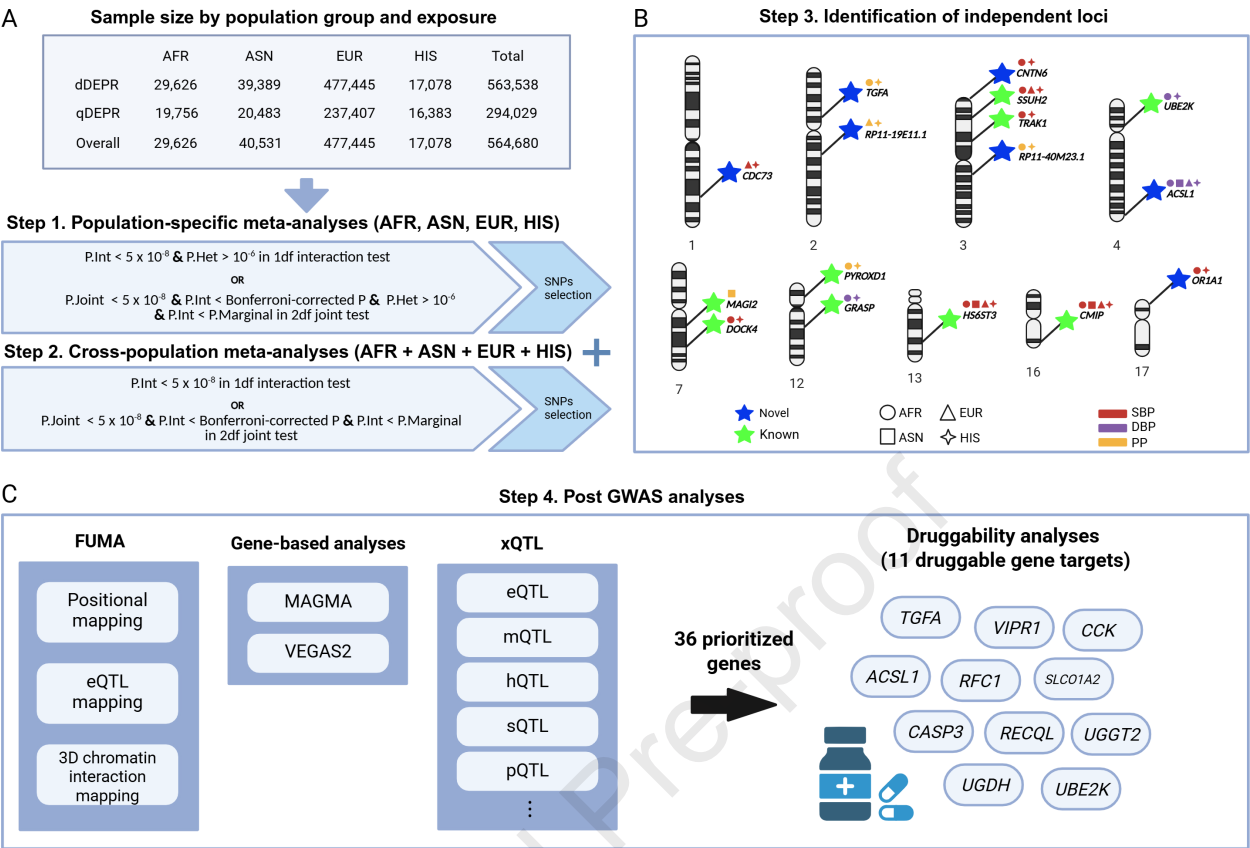 A
Sample size by population group and exposure
AFR ASN EUR HIS Total
dDEPR 29,626 39,389 477,445 17,078 563,538
qDEPR 19,756 20,483 237,407 16,383 294,029
Overall 29,626 40,531 477,445 17,078 564,680
Step 1. Population-specific meta-analyses (AFR, ASN, EUR, HIS)
P.Int < 5 x 10⁻⁸ & P.Het > 10⁻⁶ in 1df interaction test
OR
P.Joint < 5 x 10⁻⁸ & P.Int < Bonferroni-corrected P & P.Het > 10⁻⁶
& P.Int < P.Marginal in 2df joint test
SNPs
selection
Step 2. Cross-population meta-analyses (AFR + ASN + EUR + HIS)
P.Int < 5 x 10⁻⁸ in 1df interaction test
OR
P.Joint < 5 x 10⁻⁸ & P.Int < Bonferroni-corrected P & P.Int < P.Marginal
in 2df joint test
SNPs
selection
B
Step 3. Identification of independent loci
CDC73
1
TGFA
RP11-19E11.1
2
CNTN6
SSUH2
TRAK1
RP11-40M23.1
3
UBE2K
ACSL1
4
MAGI2
DOCK4
7
PYROXD1
GRASP
12
HS6ST3
13
CMIP
16
OR1A1
17
Novel
Known
AFR
EUR
ASN
HIS
SBP
DBP
PP
C
Step 4. Post GWAS analyses
FUMA
Positional
mapping
eQTL
mapping
3D chromatin
interaction
mapping
Gene-based analyses
MAGMA
VEGAS2
xQTL
eQTL
mQTL
hQTL
sQTL
pQTL
⋮
36 prioritized
genes
Druggability analyses
(11 druggable gene targets)
TGFA
VIPR1
CCK
ACSL1
RFC1
SLCO1A2
CASP3
RECQL
UGGT2
UGDH
UBE2K
Pre-proof